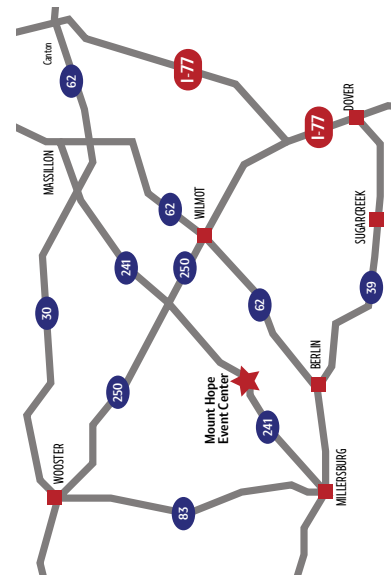 Canton
62
I-77
I-77
DOVER
MASSILLON
62
WILMOT
SUGARCREEK
241
250
30
62
39
BERLIN
Mount Hope
Event Center
250
241
WOOSTER
83
MILLERSBURG